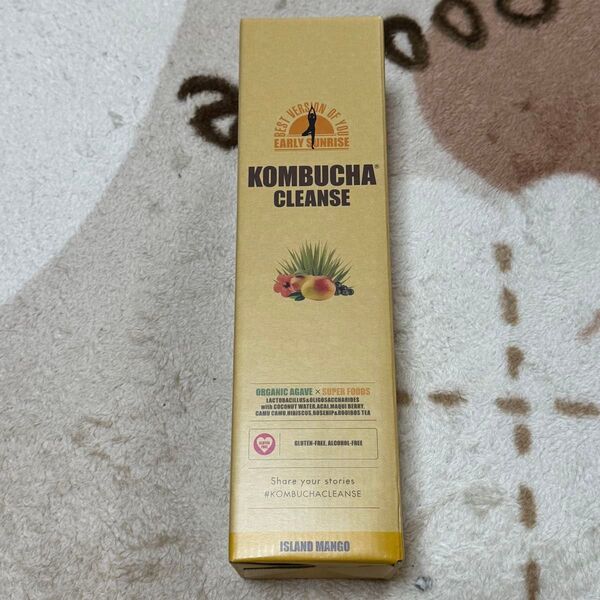 BEST VERSION OF YOU
EARLY SUNRISE
KOMBUCHA®
CLEANSE
ORGANIC AGAVE × SUPER FOODS
LACTOBACILLUS&OLIGOSACCHARIDES
with COCONUT WATER, ACAI, MAQUI BERRY,
CAMU CAMU, HIBISCUS, ROSEHIP&ROOIBOS TEA
GLUTEN-FREE, ALCOHOL-FREE
Share your stories
#KOMBUCHACLEANSE
ISLAND MANGO